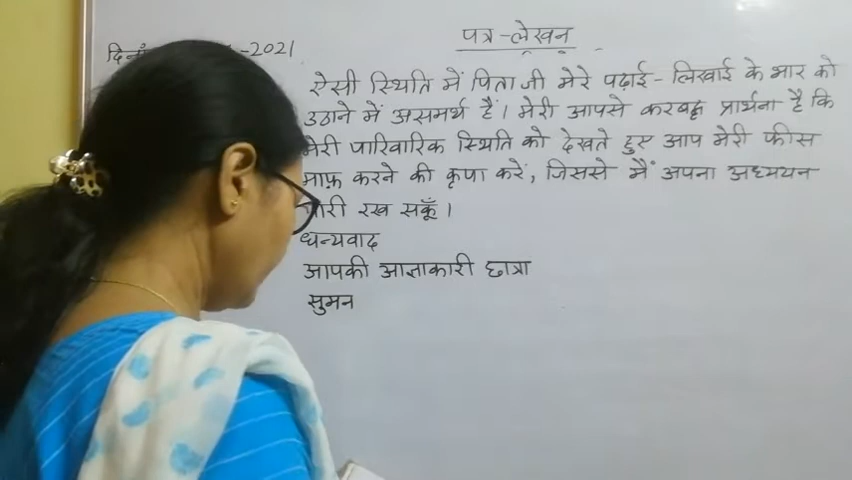 पत्र-लेखन
-2021
ऐसी स्थिति में पिता जी मेरे पढ़ाई-लिखाई के भार को
उठाने में असमर्थ हैं। मेरी आपसे करबद्ध प्रार्थना है कि
मेरी पारिवारिक स्थिति को देखते हुए आप मेरी फीस
माफ़ करने की कृपा करें, जिससे मैं अपना अध्ययन
रख सकूँ।
धन्यवाद
आपकी आज्ञाकारी छात्रा
सुमन